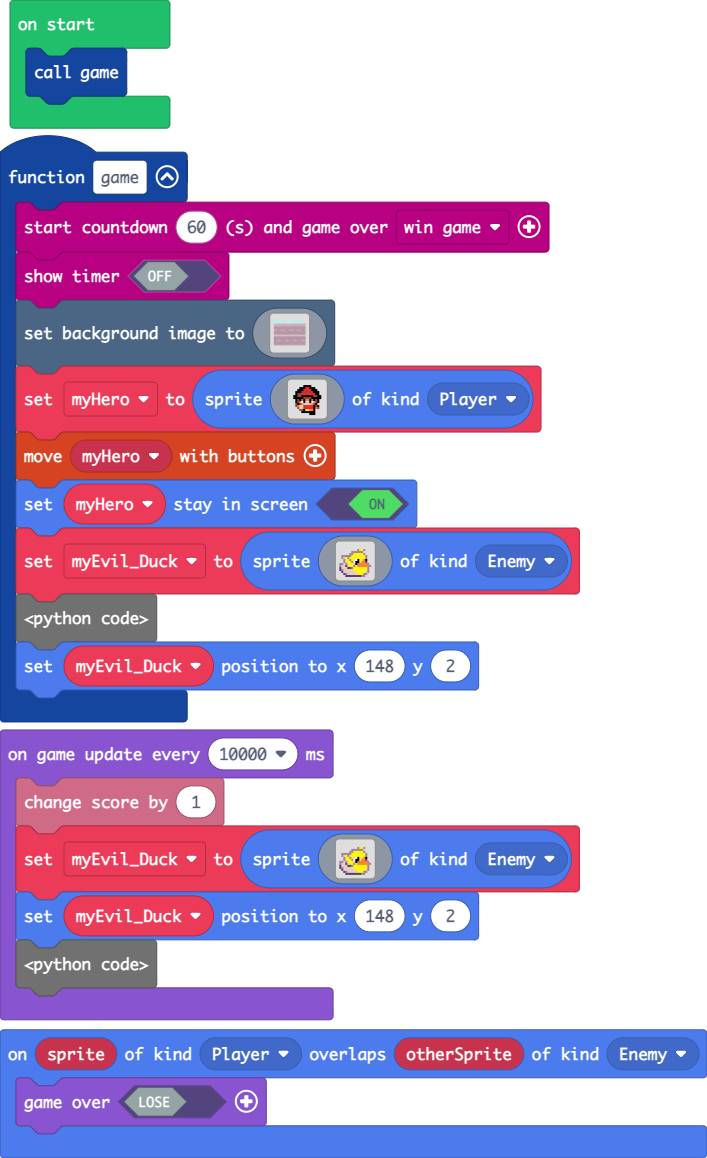 on start
call game
function game
start countdown 60 (s) and game over win game
show timer OFF
set background image to
set myHero to sprite of kind Player
move myHero with buttons
set myHero stay in screen ON
set myEvil_Duck to sprite of kind Enemy
<python code>
set myEvil_Duck position to x 148 y 2
on game update every 10000 ms
change score by 1
set myEvil_Duck to sprite of kind Enemy
set myEvil_Duck position to x 148 y 2
<python code>
on sprite of kind Player overlaps otherSprite of kind Enemy
game over LOSE